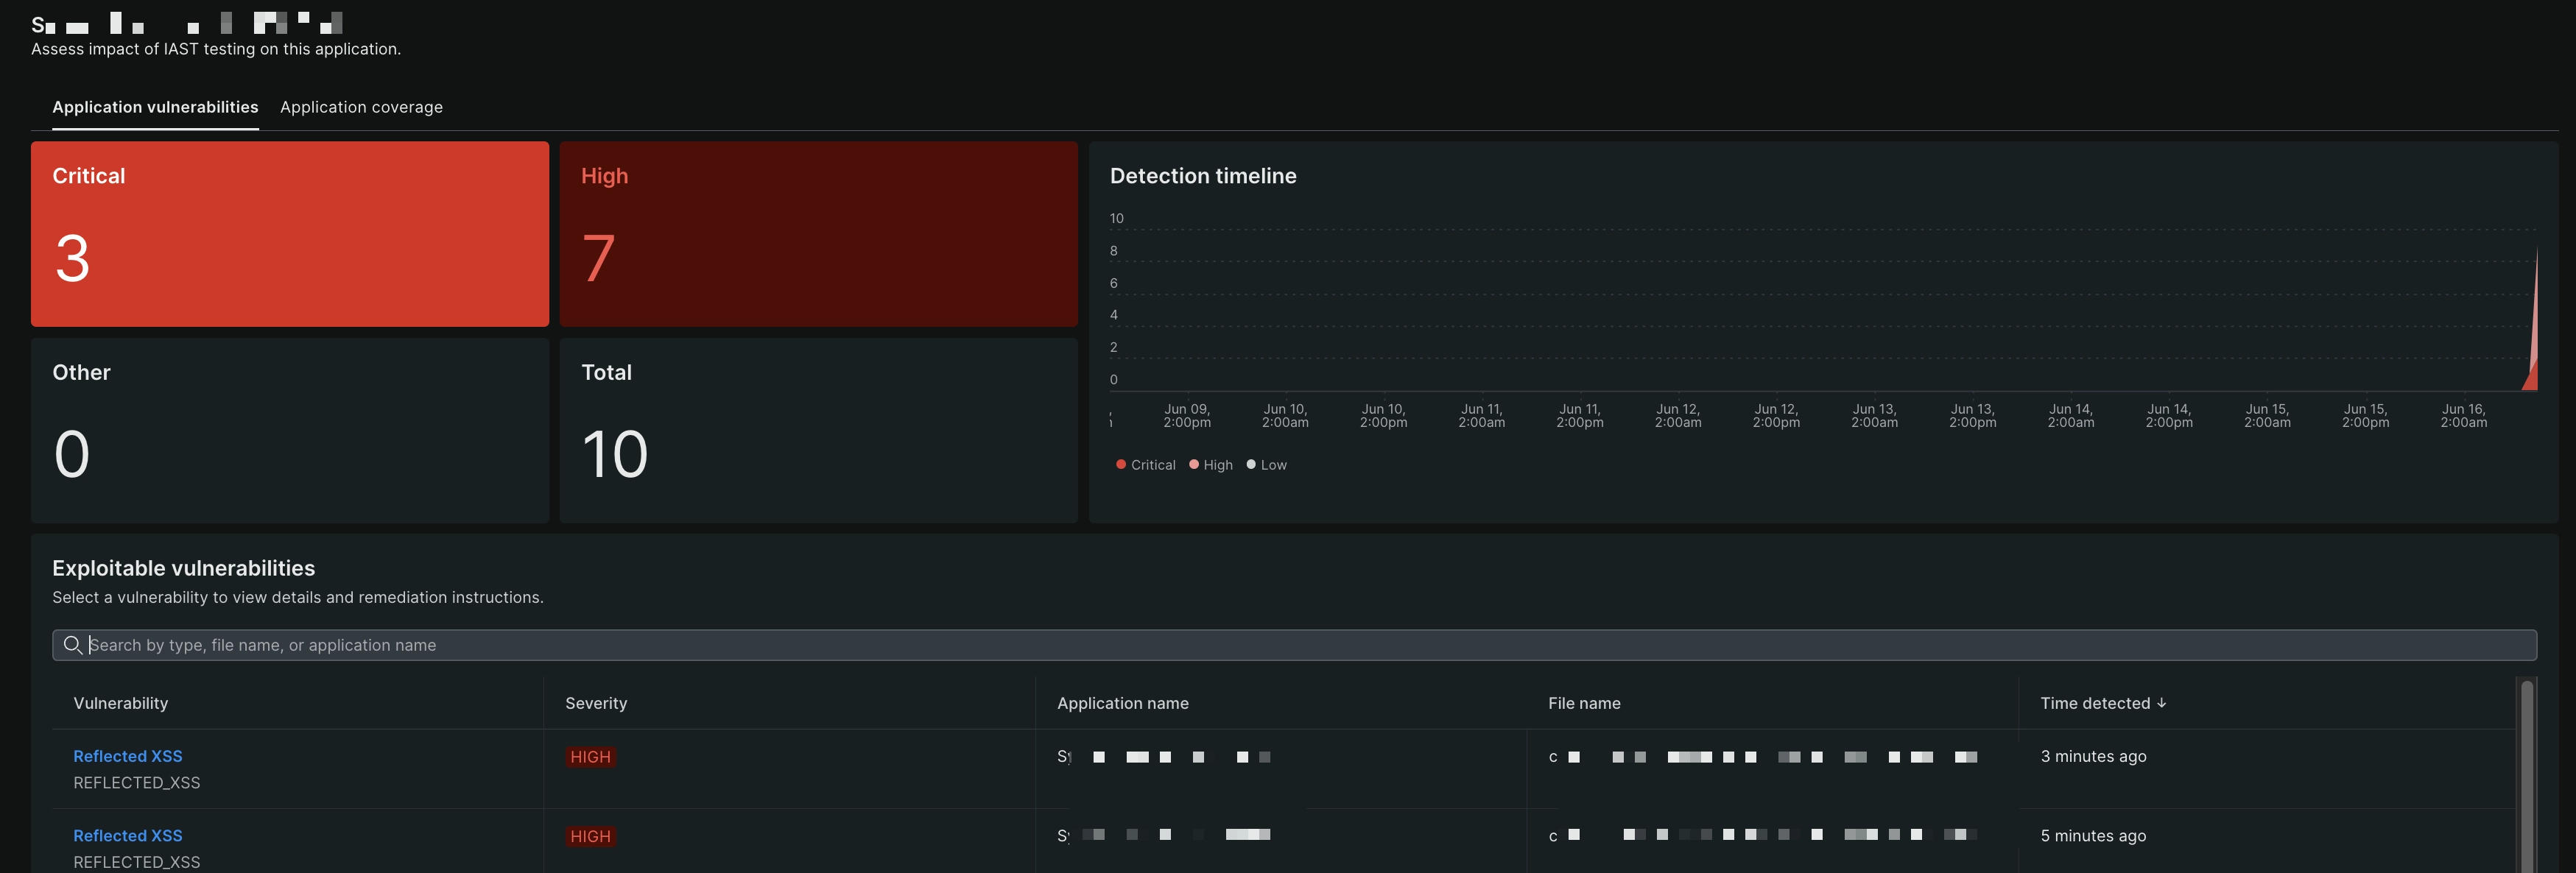 Assess impact of IAST testing on this application.
Application vulnerabilities Application coverage
Critical
3
High
7
Other
0
Total
10
Detection timeline
10
8
6
4
2
0
Jun 09, 2:00pm
Jun 10, 2:00am
Jun 10, 2:00pm
Jun 11, 2:00am
Jun 11, 2:00pm
Jun 12, 2:00am
Jun 12, 2:00pm
Jun 13, 2:00am
Jun 13, 2:00pm
Jun 14, 2:00am
Jun 14, 2:00pm
Jun 15, 2:00am
Jun 15, 2:00pm
Jun 16, 2:00am
Critical High Low
Exploitable vulnerabilities
Select a vulnerability to view details and remediation instructions.
Search by type, file name, or application name
Vulnerability Severity Application name File name Time detected ↓
Reflected XSS HIGH 3 minutes ago
REFLECTED_XSS
Reflected XSS HIGH 5 minutes ago
REFLECTED_XSS